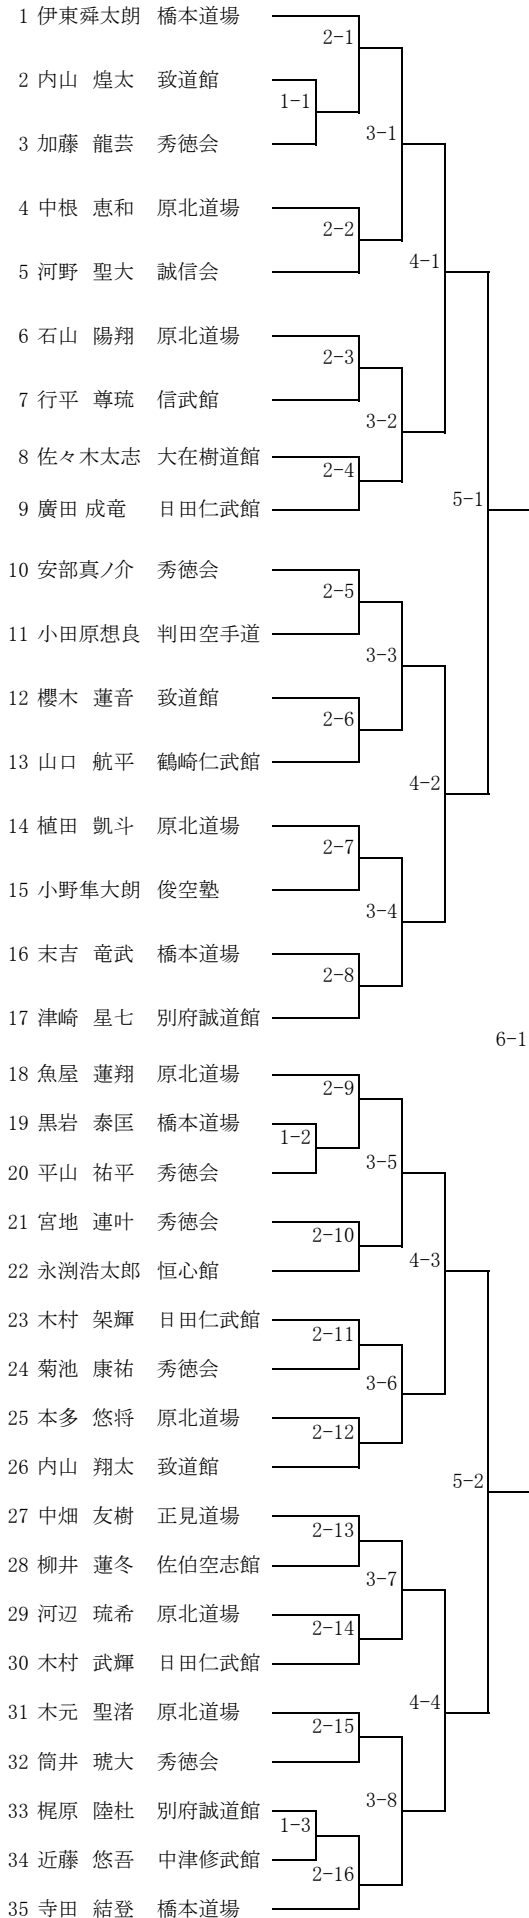 1 伊東舜太朗 橋本道場
2-1
2 内山 煌太 致道館
1-1
3 加藤 龍芸 秀徳会
3-1
4 中根 恵和 原北道場
2-2
5 河野 聖大 誠信会
4-1
6 石山 陽翔 原北道場
2-3
7 行平 尊琉 信武館
3-2
8 佐々木太志 大在樹道館
2-4
9 廣田 成竜 日田仁武館
5-1
10 安部真ノ介 秀徳会
2-5
11 小田原想良 判田空手道
3-3
12 櫻木 蓮音 致道館
2-6
13 山口 航平 鶴崎仁武館
4-2
14 植田 凱斗 原北道場
2-7
15 小野隼大朗 俊空塾
3-4
16 末吉 竜武 橋本道場
2-8
17 津崎 星七 別府誠道館
6-1
18 魚屋 蓮翔 原北道場
2-9
19 黒岩 泰匡 橋本道場
1-2
20 平山 祐平 秀徳会
3-5
21 宮地 連叶 秀徳会
2-10
22 永渕浩太郎 恒心館
4-3
23 木村 架輝 日田仁武館
2-11
24 菊池 康祐 秀徳会
3-6
25 本多 悠将 原北道場
2-12
26 内山 翔太 致道館
5-2
27 中畑 友樹 正見道場
2-13
28 柳井 蓮冬 佐伯空志館
3-7
29 河辺 琉希 原北道場
2-14
30 木村 武輝 日田仁武館
4-4
31 木元 聖渚 原北道場
2-15
32 筒井 琥大 秀徳会
3-8
33 梶原 陸杜 別府誠道館
1-3
34 近藤 悠吾 中津修武館
2-16
35 寺田 結登 橋本道場